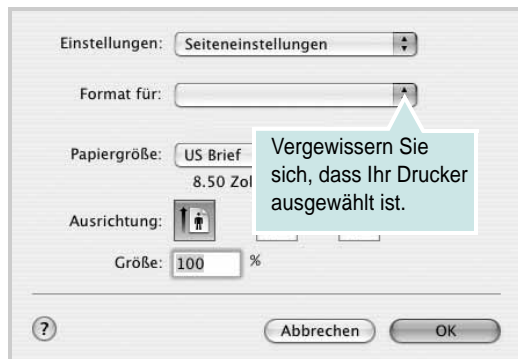 Einstellungen: Seiteneinstellungen
Format für:
Papiergröße: US Brief
8.50 Zol
Vergewissern Sie
sich, dass Ihr Drucker
ausgewählt ist.
Ausrichtung:
Größe: 100 %
? Abbrechen OK